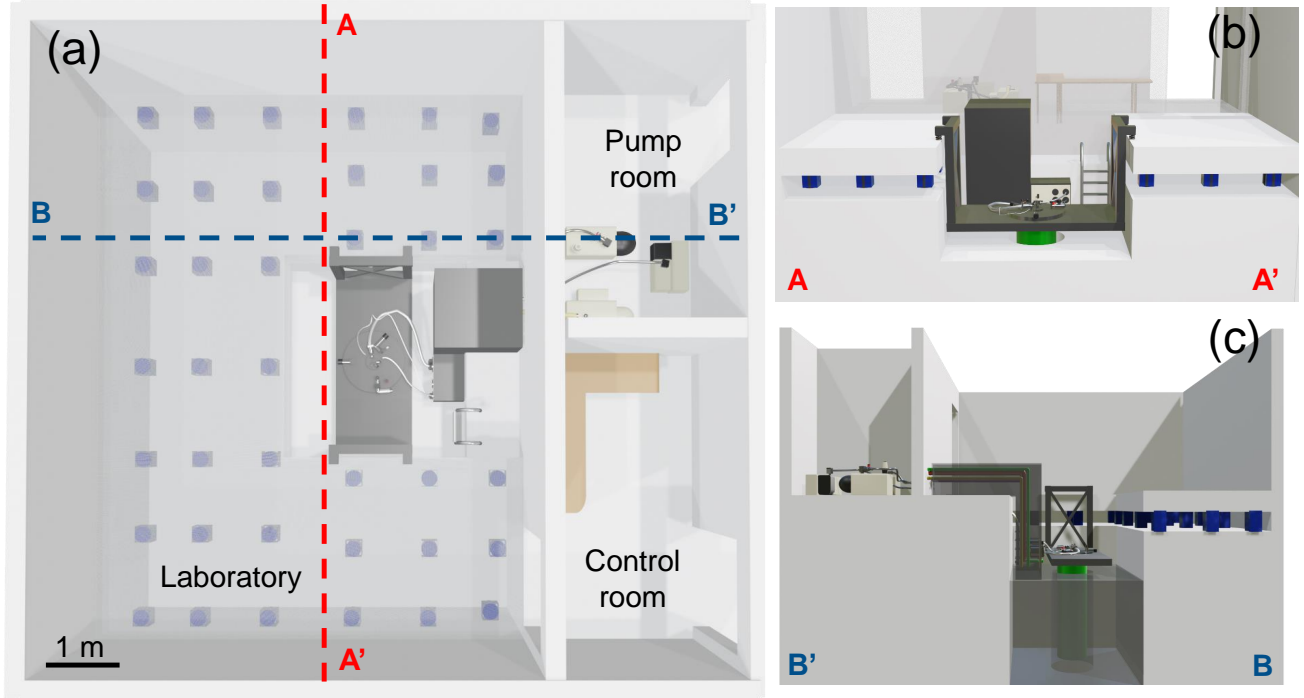 (a)
A
Pump
room
B
B'
Laboratory
Control
room
1 m
A'
(b)
A
A'
(c)
B'
B